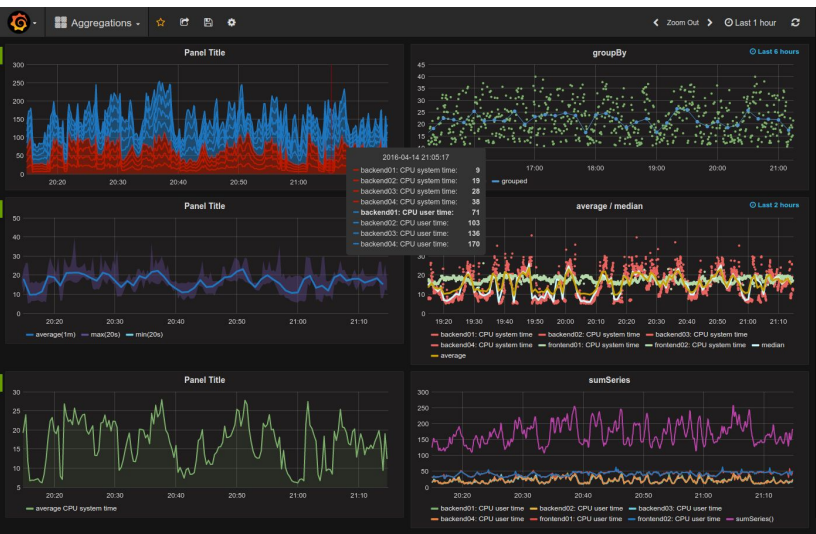 Aggregations
Zoom Out
Last 1 hour
Panel Title
300
250
200
150
100
50
0
20:20 20:30 20:40 20:50 21:00
2016-04-14 21:05:17
backend01: CPU system time: 9
backend02: CPU system time: 19
backend03: CPU system time: 28
backend04: CPU system time: 38
backend01: CPU user time: 71
backend02: CPU user time: 103
backend03: CPU user time: 136
backend04: CPU user time: 170
groupBy
Last 6 hours
45
40
35
30
25
20
15
17:00 18:00 19:00 20:00 21:00
grouped
Panel Title
50
40
30
20
10
0
20:20 20:30 20:40 20:50 21:00 21:10
average(1m) max(20s) min(20s)
average / median
Last 2 hours
30
20
10
0
19:20 19:30 19:40 19:50 20:00 20:10 20:20 20:30 20:40 20:50 21:00 21:10
backend01: CPU system time backend02: CPU system time backend03: CPU system time
backend04: CPU system time frontend01: CPU system time frontend02: CPU system time median
average
Panel Title
30
25
20
15
10
5
20:20 20:30 20:40 20:50 21:00 21:10
average CPU system time
sumSeries
300
250
200
150
100
50
0
20:20 20:30 20:40 20:50 21:00 21:10
backend01: CPU user time backend02: CPU user time backend03: CPU user time
backend04: CPU user time frontend01: CPU user time frontend02: CPU user time sumSeries()